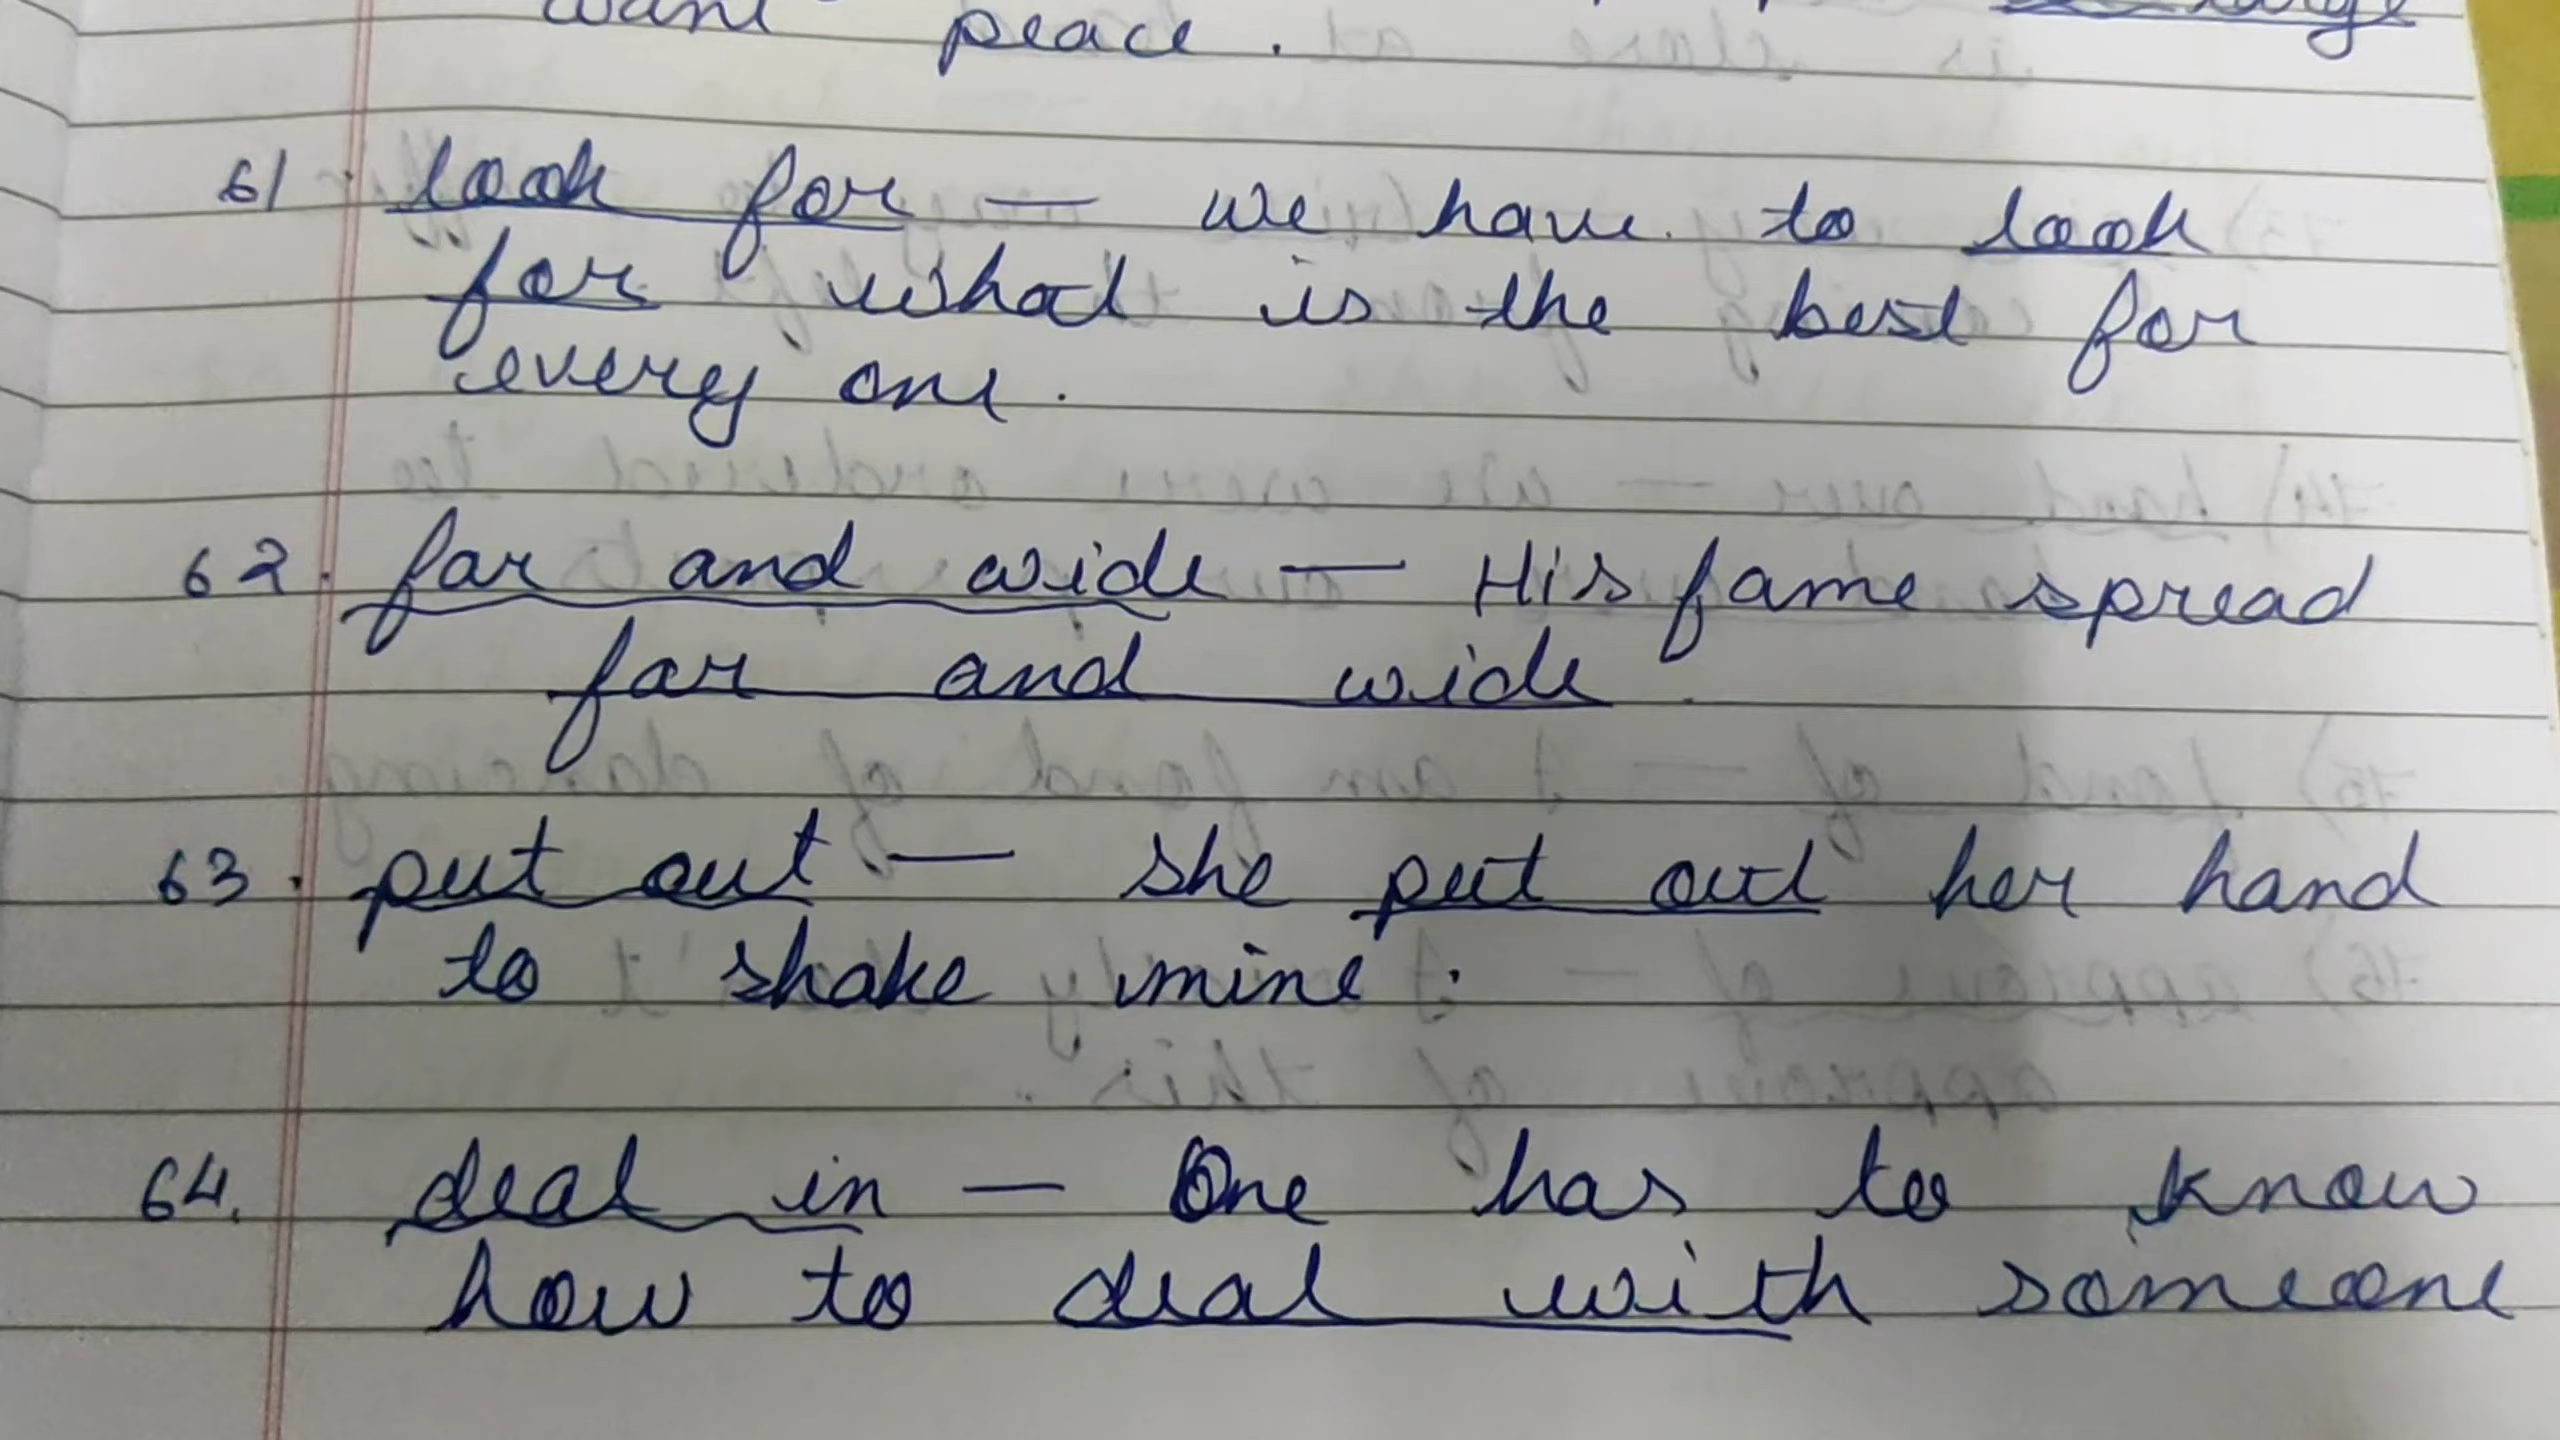 want peace.
61. look for — we have to look
for what is the best for
every one.
62. far and wide — His fame spread
far and wide.
63. put out — she put out her hand
to shake mine.
64. deal in — One has to know
how to deal with someone